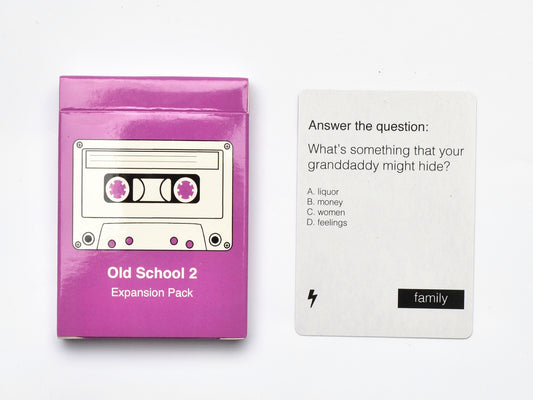 Old School 2
Expansion Pack
Answer the question:
What's something that your
granddaddy might hide?
A. liquor
B. money
C. women
D. feelings
family